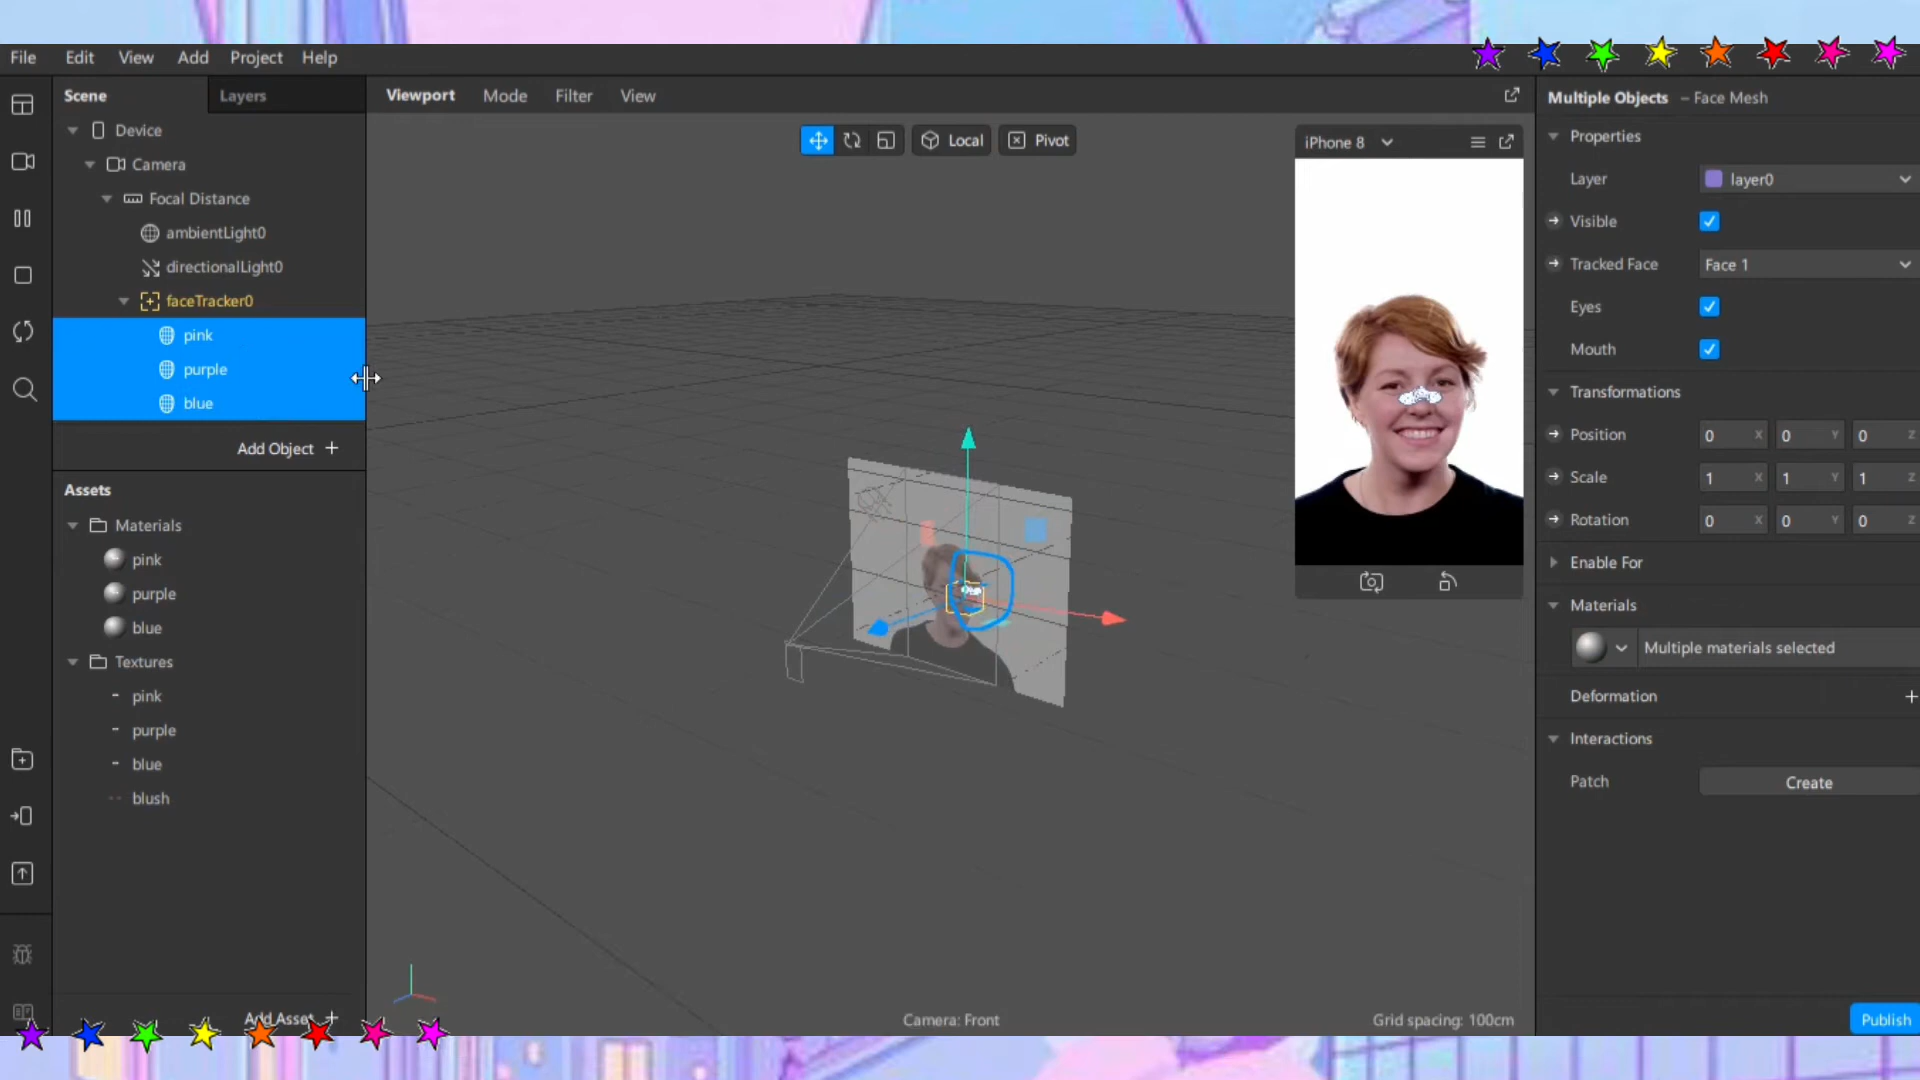 File Edit View Add Project Help
Scene Layers
Device
Camera
Focal Distance
ambientLight0
directionalLight0
faceTracker0
pink
purple
blue
Add Object +
Assets
Materials
pink
purple
blue
Textures
pink
purple
blue
blush
Add Asset +
Viewport Mode Filter View
Local Pivot
iPhone 8
Camera: Front
Grid spacing: 100cm
Multiple Objects – Face Mesh
Properties
Layer layer0
Visible
Tracked Face Face 1
Eyes
Mouth
Transformations
Position 0 X 0 Y 0 Z
Scale 1 X 1 Y 1 Z
Rotation 0 X 0 Y 0 Z
Enable For
Materials
Multiple materials selected
Deformation +
Interactions
Patch Create
Publish